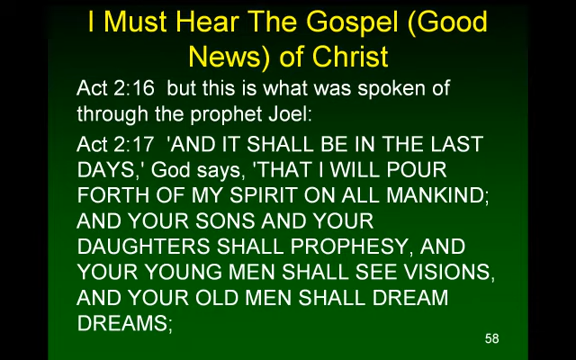 I Must Hear The Gospel (Good
News) of Christ
Act 2:16  but this is what was spoken of
through the prophet Joel:
Act 2:17  'AND IT SHALL BE IN THE LAST
DAYS,' God says, 'THAT I WILL POUR
FORTH OF MY SPIRIT ON ALL MANKIND;
AND YOUR SONS AND YOUR
DAUGHTERS SHALL PROPHESY, AND
YOUR YOUNG MEN SHALL SEE VISIONS,
AND YOUR OLD MEN SHALL DREAM
DREAMS;
58